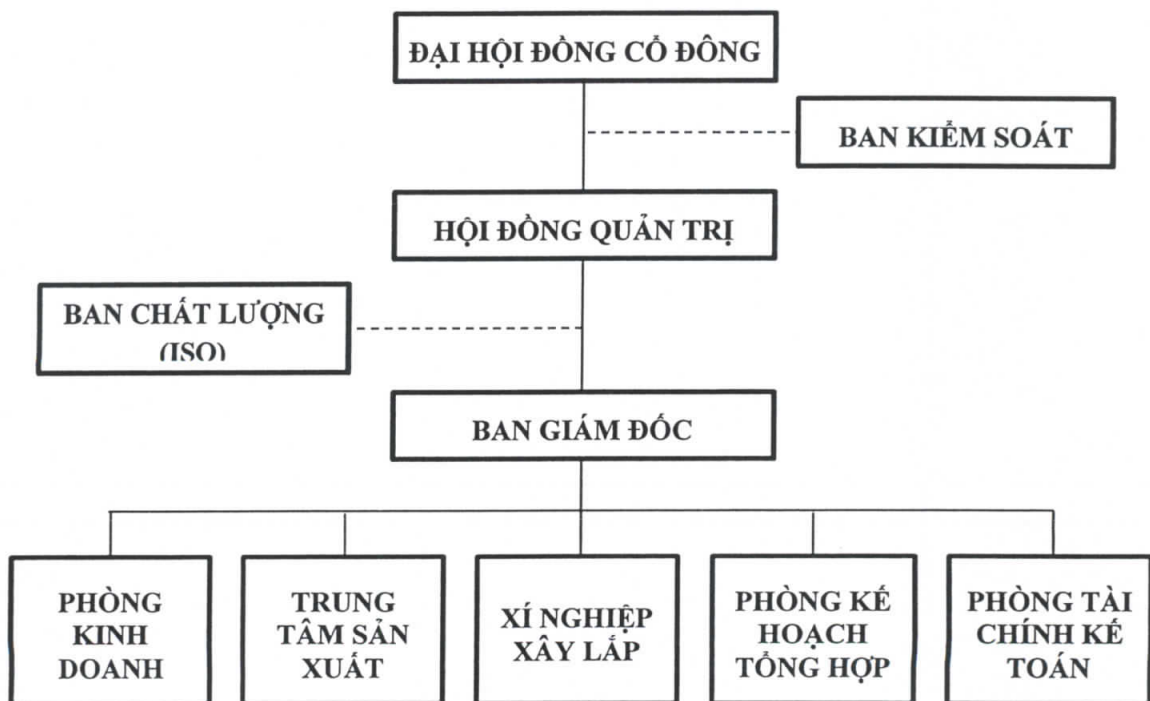 ĐẠI HỘI ĐỒNG CỔ ĐÔNG
BAN KIỂM SOÁT
HỘI ĐỒNG QUẢN TRỊ
BAN CHẤT LƯỢNG
(ISO)
BAN GIÁM ĐỐC
PHÒNG
KINH
DOANH
TRUNG
TÂM SẢN
XUẤT
XÍ NGHIỆP
XÂY LẮP
PHÒNG KẾ
HOẠCH
TỔNG HỢP
PHÒNG TÀI
CHÍNH KẾ
TOÁN